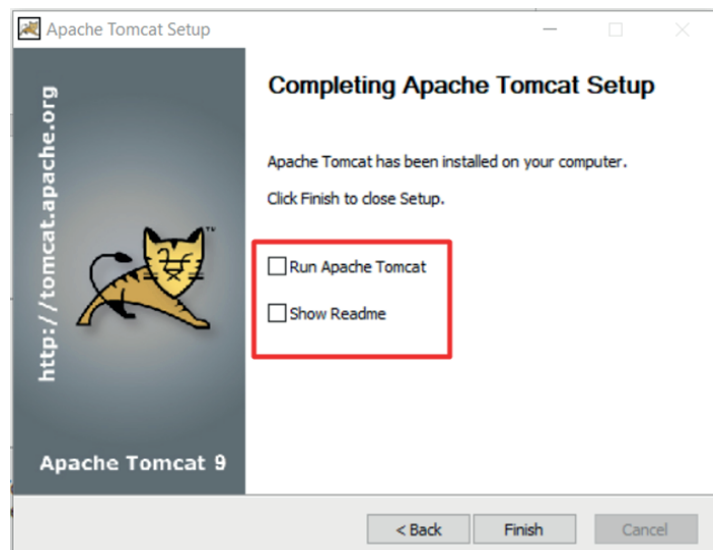 Apache Tomcat Setup
http://tomcat.apache.org
Apache Tomcat 9
Completing Apache Tomcat Setup
Apache Tomcat has been installed on your computer.
Click Finish to close Setup.
Run Apache Tomcat
Show Readme
< Back
Finish
Cancel